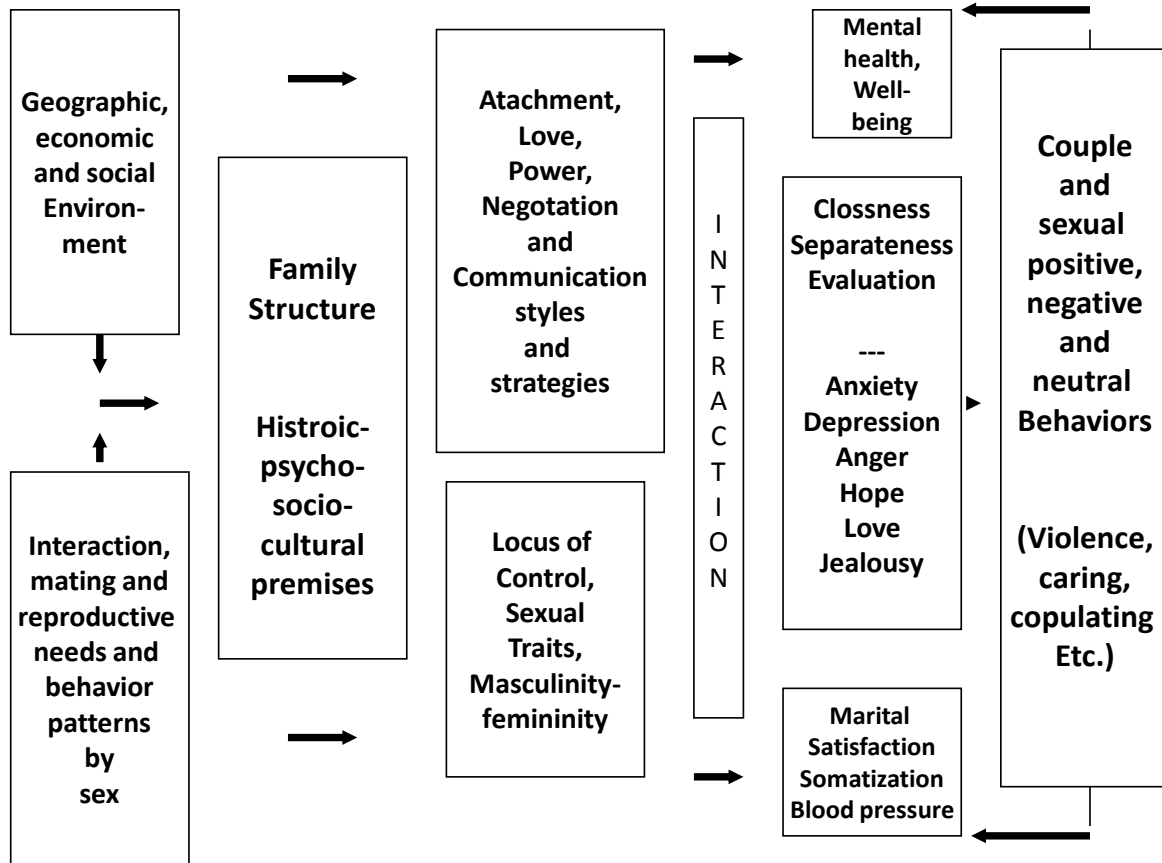 Geographic,
economic
and social
Environ-
ment
Interaction,
mating and
reproductive
needs and
behavior
patterns
by
sex
Family
Structure
Histroic-
psycho-
socio-
cultural
premises
Atachment,
Love,
Power,
Negotation
and
Communication
styles
and
strategies
Locus of
Control,
Sexual
Traits,
Masculinity-
femininity
I
N
T
E
R
A
C
T
I
O
N
Mental
health,
Well-
being
Clossness
Separateness
Evaluation
---
Anxiety
Depression
Anger
Hope
Love
Jealousy
Marital
Satisfaction
Somatization
Blood pressure
Couple
and
sexual
positive,
negative
and
neutral
Behaviors
(Violence,
caring,
copulating
Etc.)